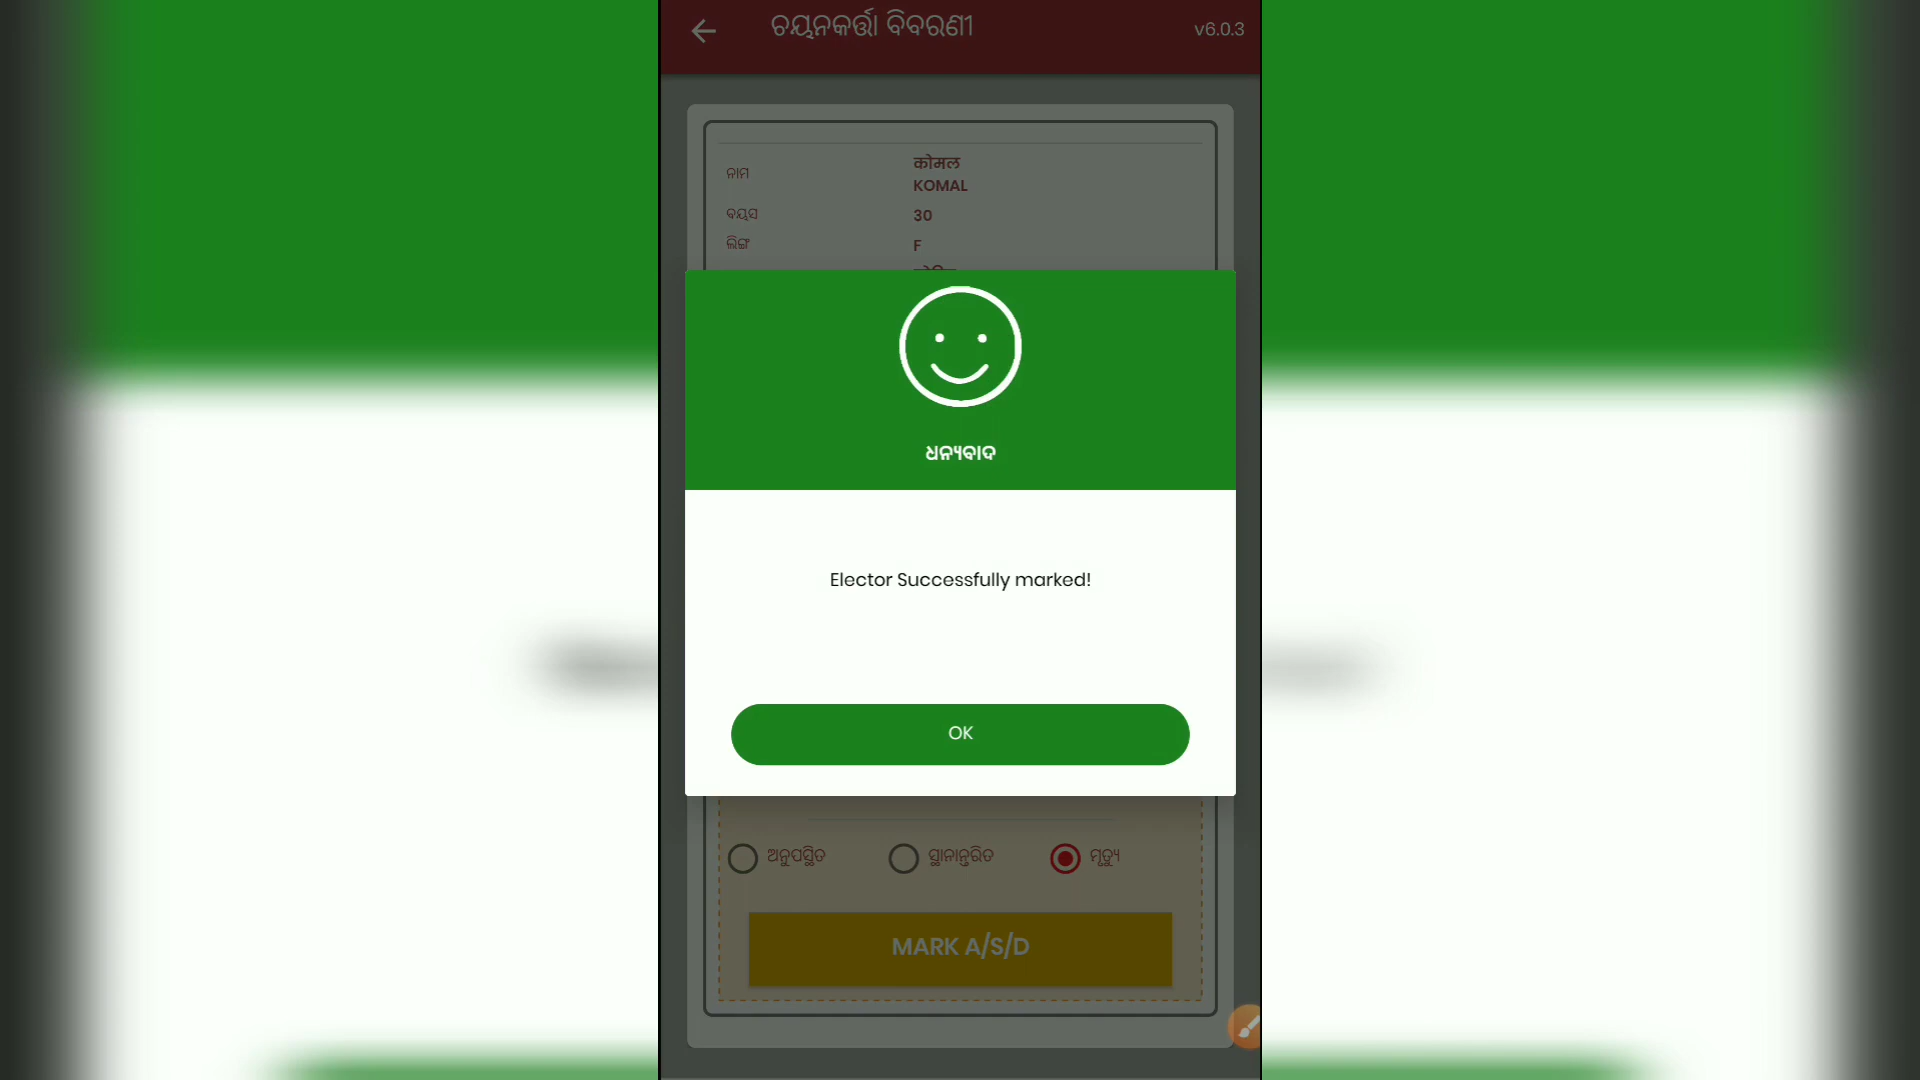 ଚୟନକର୍ତ୍ତା ବିବରଣୀ
v6.0.3
ନାମ
कोमल
KOMAL
ବୟସ
30
ଲିଙ୍ଗ
F
ଧନ୍ୟବାଦ
Elector Successfully marked!
OK
ଅନୁପସ୍ଥିତ
ସ୍ଥାନାନ୍ତରିତ
ମୃତ୍ୟୁ
MARK A/S/D